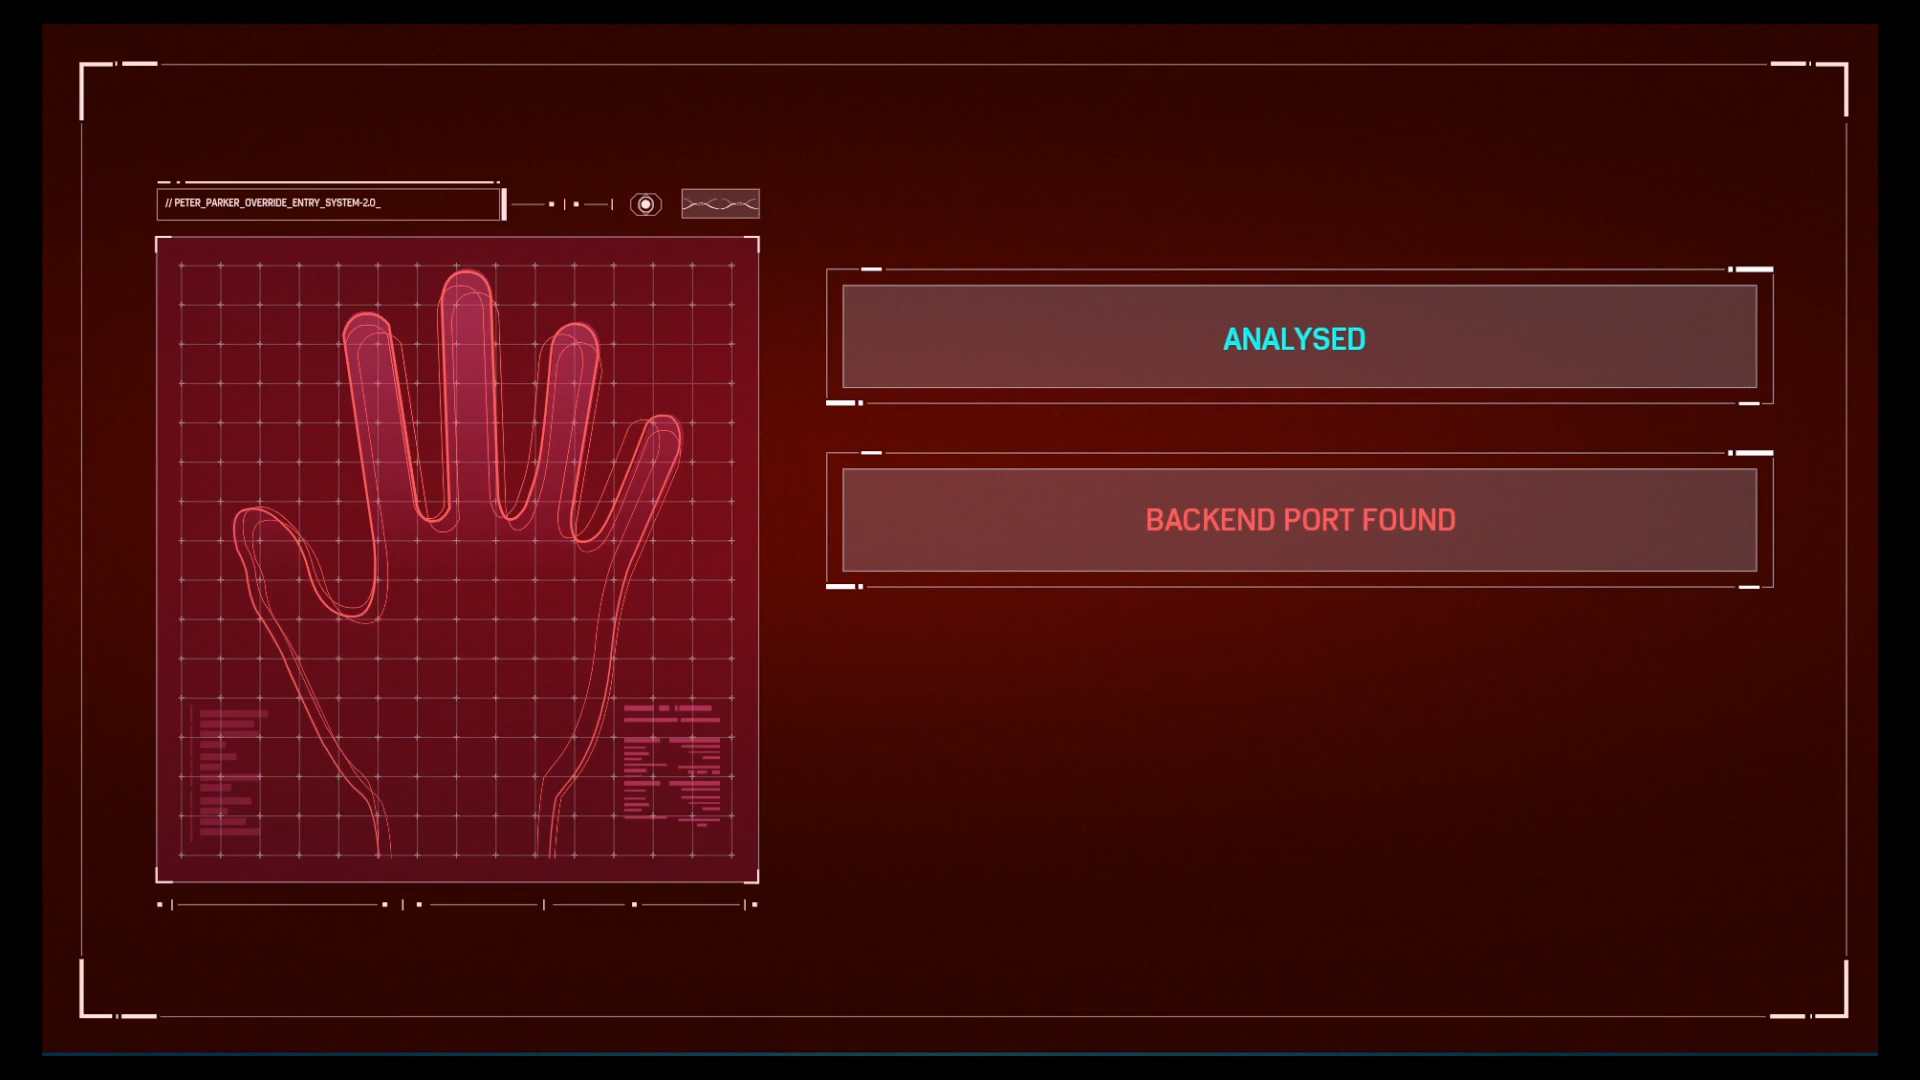 // PETER_PARKER_OVERRIDE_ENTRY_SYSTEM-2.0_
ANALYSED
BACKEND PORT FOUND